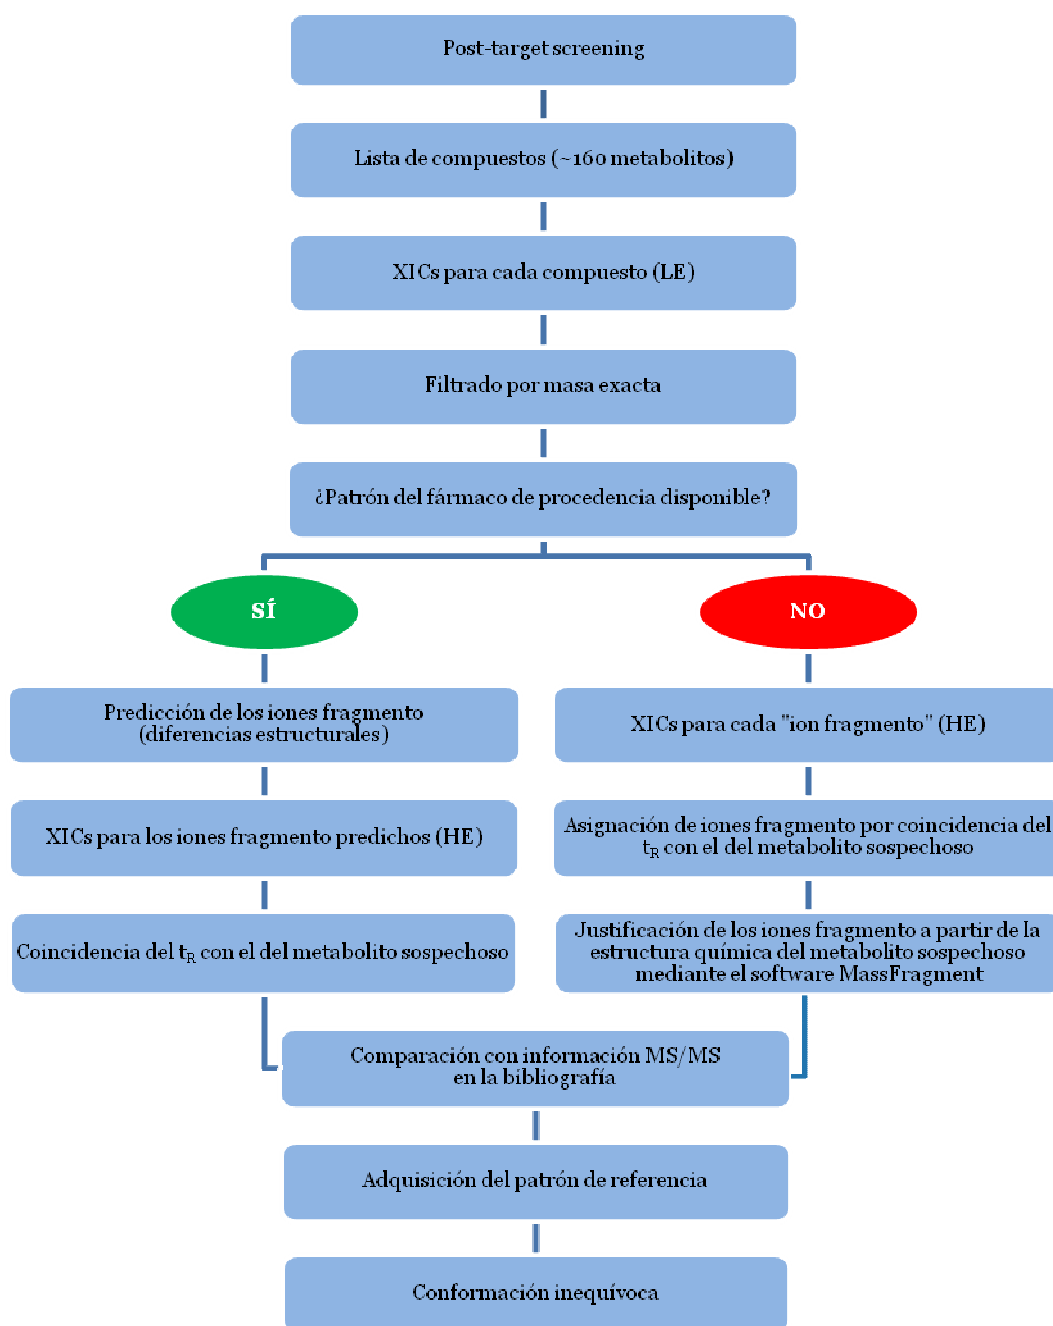 Post-target screening
Lista de compuestos (~160 metabolitos)
XICs para cada compuesto (LE)
Filtrado por masa exacta
¿Patrón del fármaco de procedencia disponible?
SÍ
NO
Predicción de los iones fragmento
(diferencias estructurales)
XICs para los iones fragmento predichos (HE)
Coincidencia del tR con el del metabolito sospechoso
XICs para cada "ion fragmento" (HE)
Asignación de iones fragmento por coincidencia del
tR con el del metabolito sospechoso
Justificación de los iones fragmento a partir de la
estructura química del metabolito sospechoso
mediante el software MassFragment
Comparación con información MS/MS
en la bibliografía
Adquisición del patrón de referencia
Conformación inequívoca